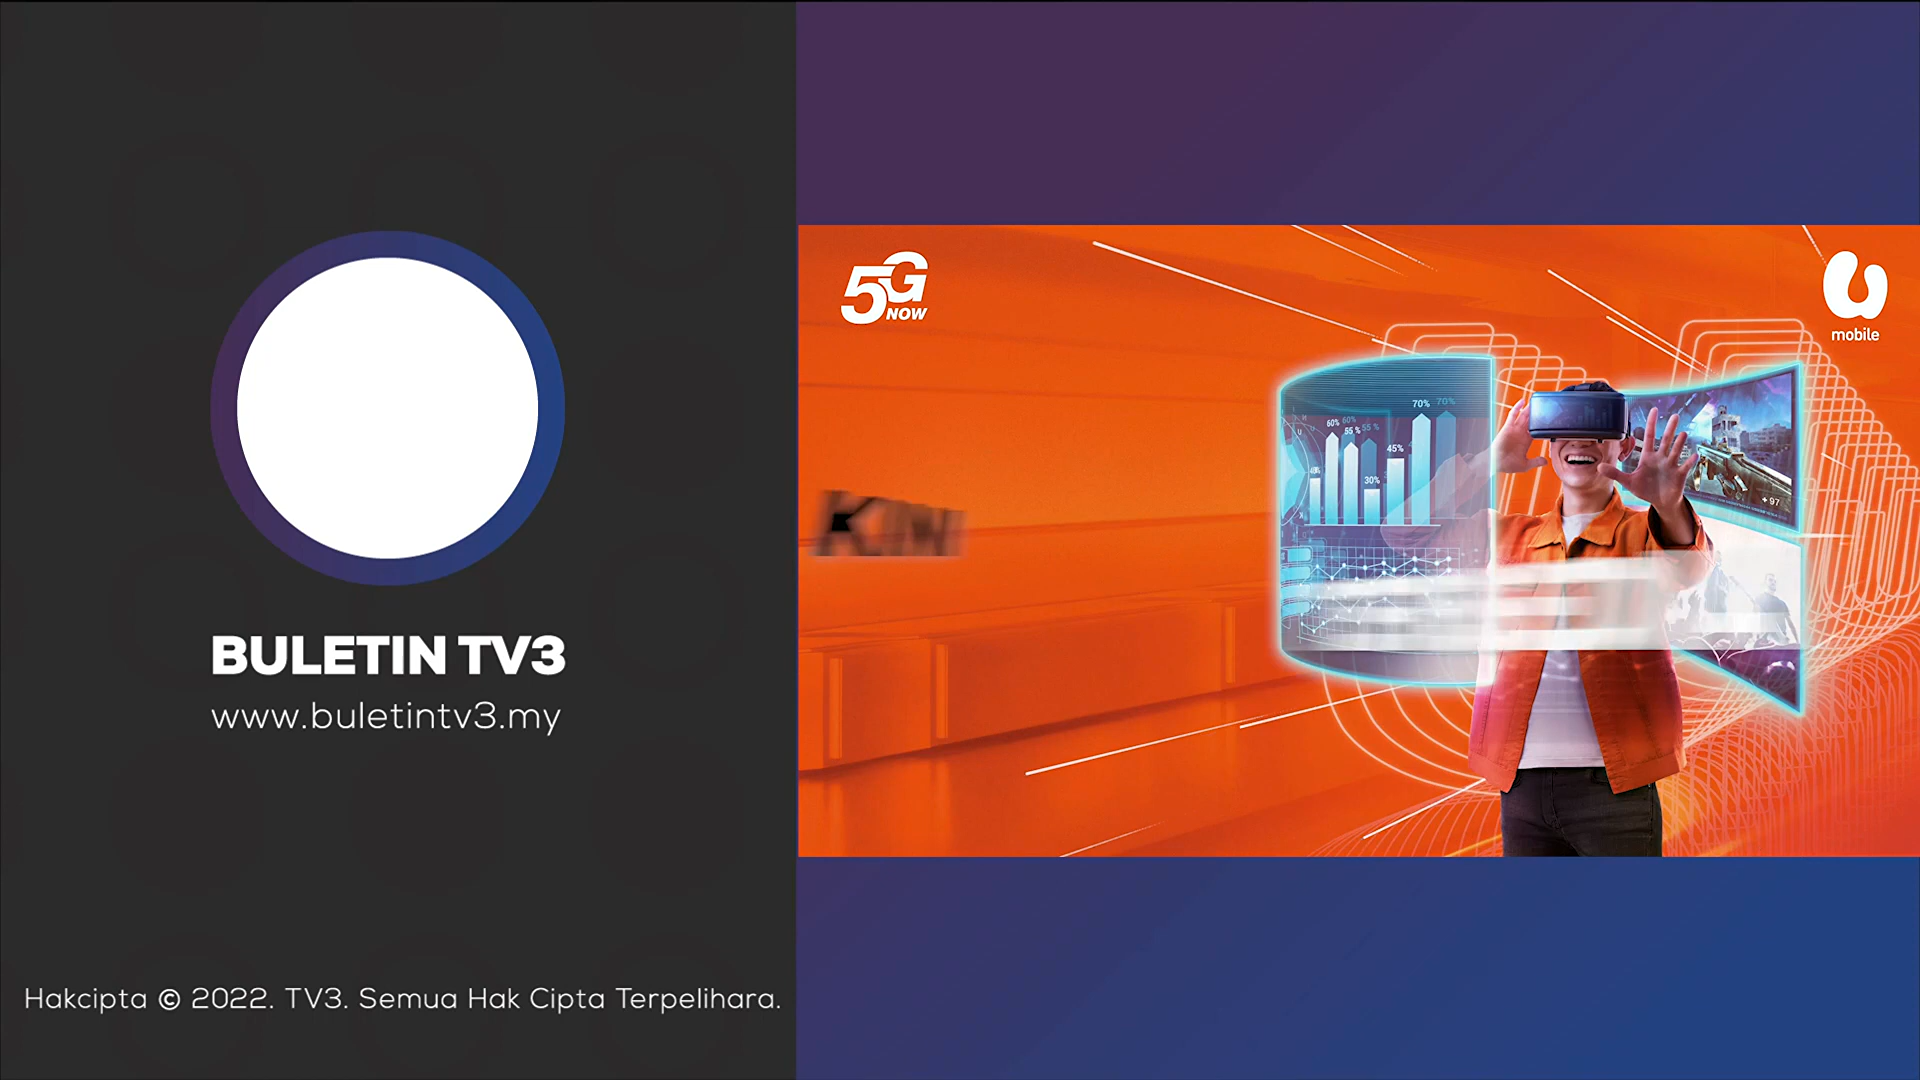 BULETIN TV3
www.buletintv3.my
Hakcipta © 2022. TV3. Semua Hak Cipta Terpelihara.
5G
NOW
mobile
60% 60%
55% 55%
30%
45%
70% 70%
+97